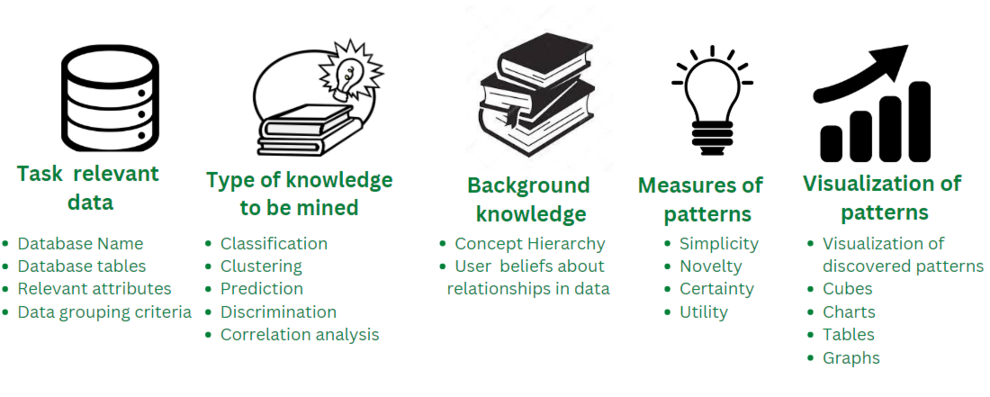 Task relevant
data
• Database Name
• Database tables
• Relevant attributes
• Data grouping criteria
Type of knowledge
to be mined
• Classification
• Clustering
• Prediction
• Discrimination
• Correlation analysis
Background
knowledge
• Concept Hierarchy
• User beliefs about
relationships in data
Measures of
patterns
• Simplicity
• Novelty
• Certainty
• Utility
Visualization of
patterns
• Visualization of
discovered patterns
• Cubes
• Charts
• Tables
• Graphs